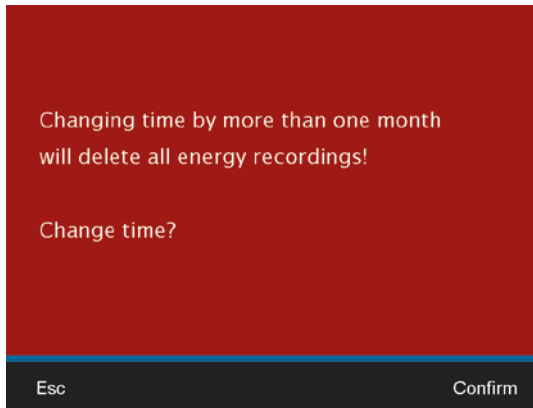 Changing time by more than one month
will delete all energy recordings!
Change time?
Esc
Confirm